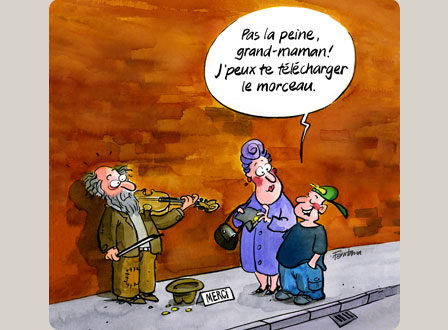 Pas la peine,
grand-maman!
J'peux te télécharger
le morceau.
MERCI